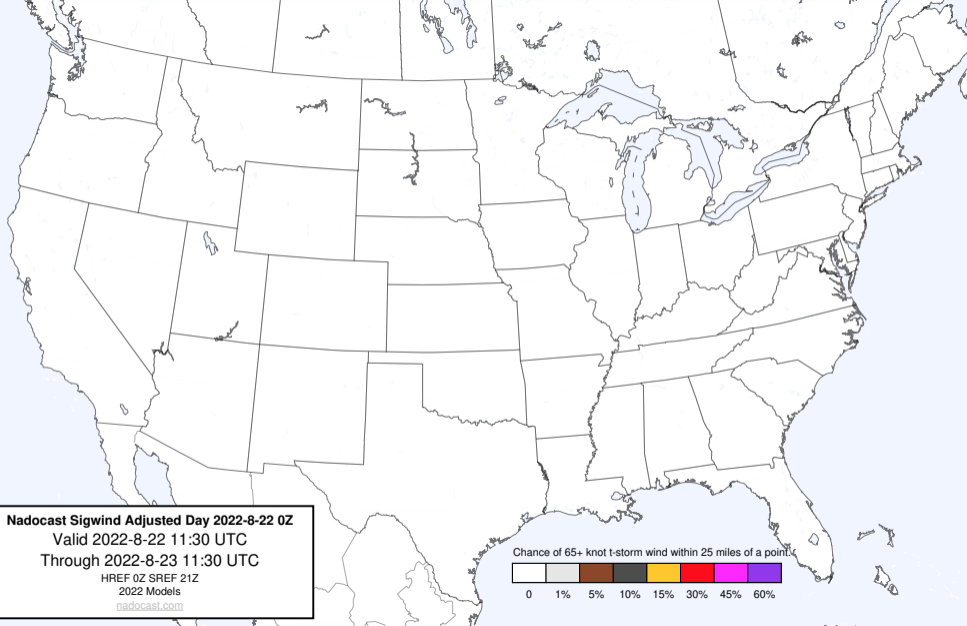 Nadocast Sigwind Adjusted Day 2022-8-22 0Z
Valid 2022-8-22 11:30 UTC
Through 2022-8-23 11:30 UTC
HREF 0Z SREF 21Z
2022 Models
nadocast.com
Chance of 65+ knot t-storm wind within 25 miles of a point.
0 1% 5% 10% 15% 30% 45% 60%